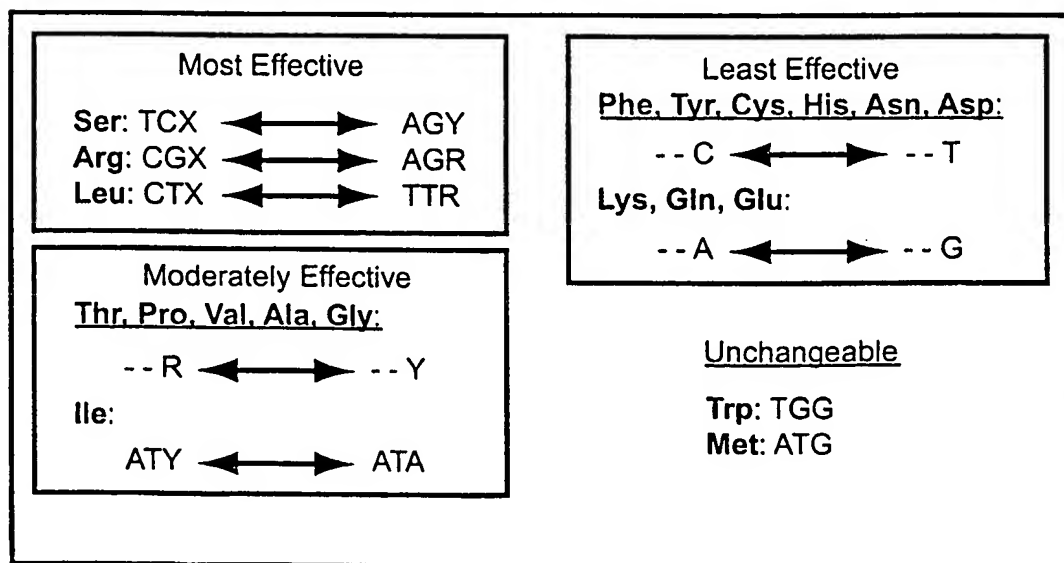 Most Effective
Ser: TCX AGY
Arg: CGX AGR
Leu: CTX TTR
Moderately Effective
Thr, Pro, Val, Ala, Gly:
--R --Y
Ile:
ATY ATA
Least Effective
Phe, Tyr, Cys, His, Asn, Asp:
--C --T
Lys, Gln, Glu:
--A --G
Unchangeable
Trp: TGG
Met: ATG